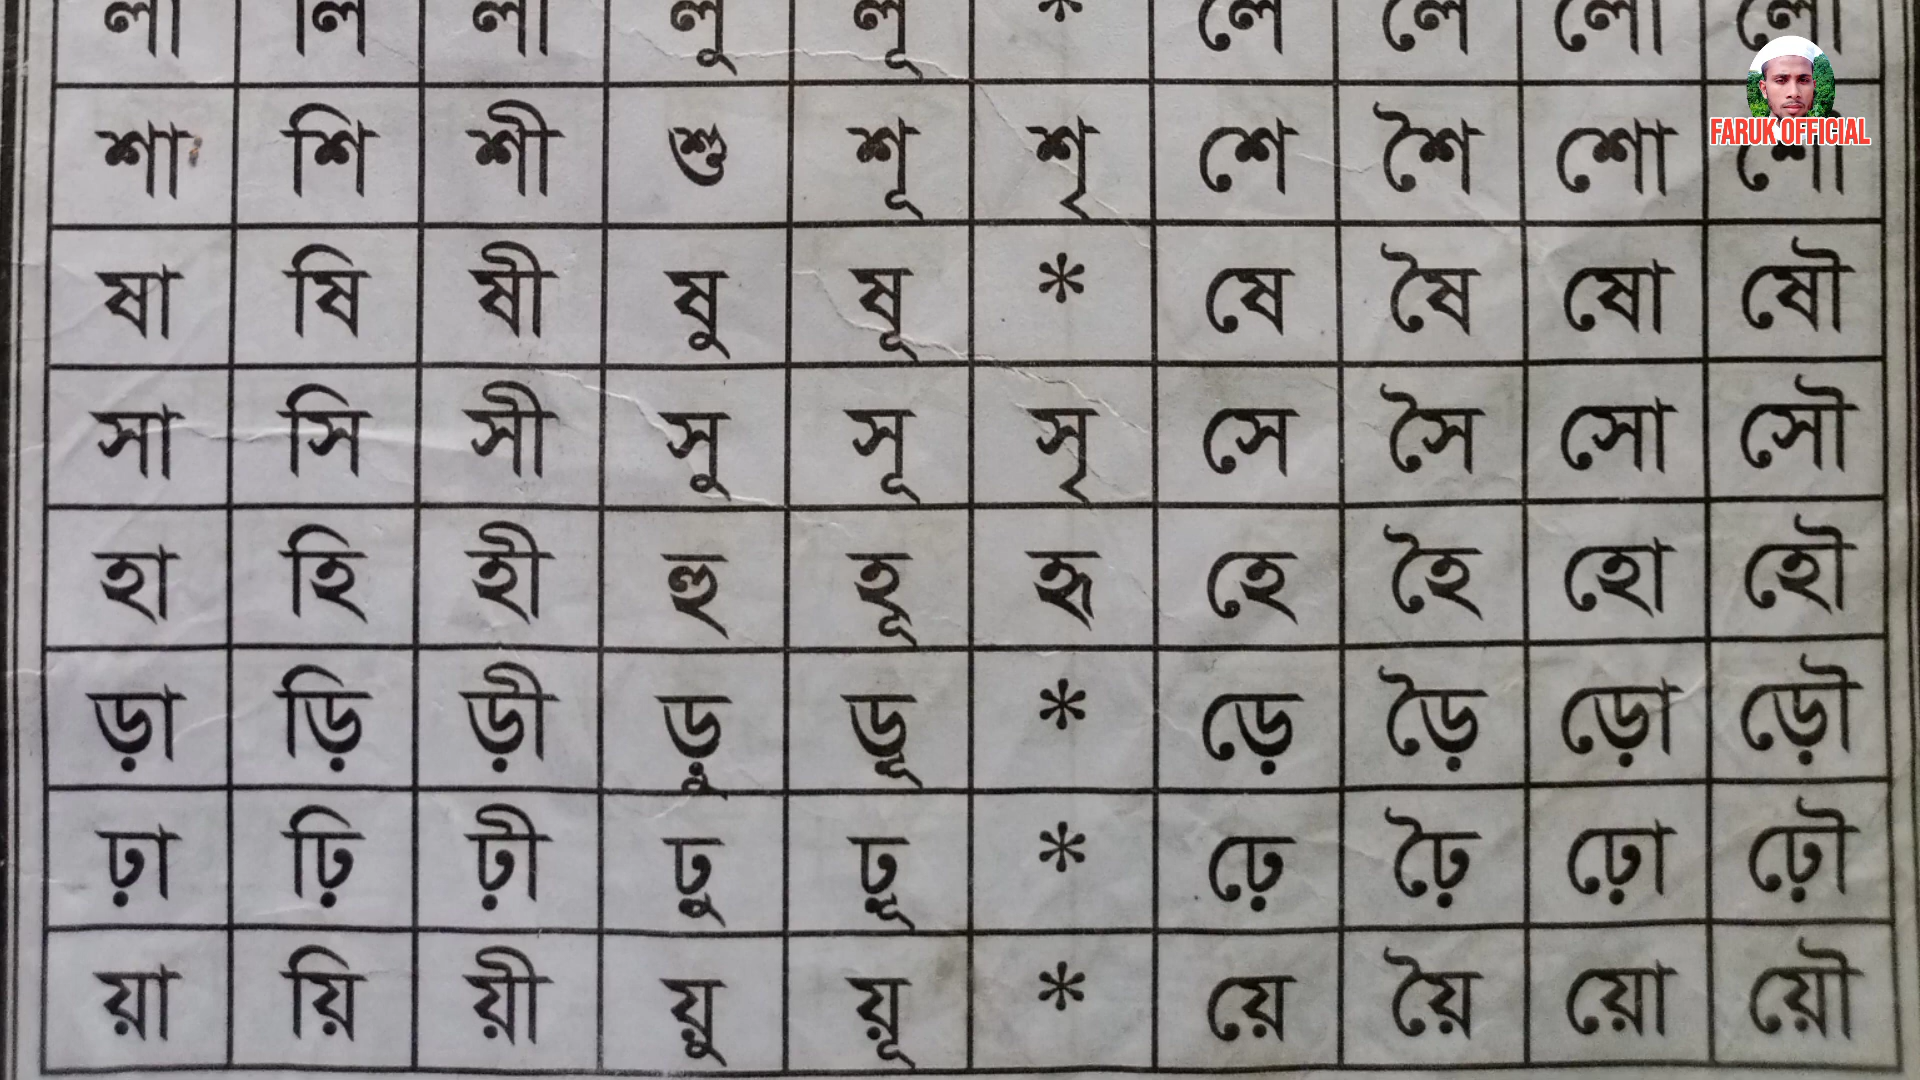 লা লি লী লু লূ * লে লৈ লো লৌ
শা শি শী শু শূ শৃ শে শৈ শো শৌ
ষা ষি ষী ষু ষূ * ষে ষৈ ষো ষৌ
সা সি সী সু সূ সৃ সে সৈ সো সৌ
হা হি হী হু হূ হৃ হে হৈ হো হৌ
ড়া ড়ি ড়ী ড়ু ড়ূ * ড়ে ড়ৈ ড়ো ড়ৌ
ঢ়া ঢ়ি ঢ়ী ঢ়ু ঢ়ূ * ঢ়ে ঢ়ৈ ঢ়ো ঢ়ৌ
য়া য়ি য়ী য়ু য়ূ * য়ে য়ৈ য়ো য়ৌ
FARUK OFFICIAL